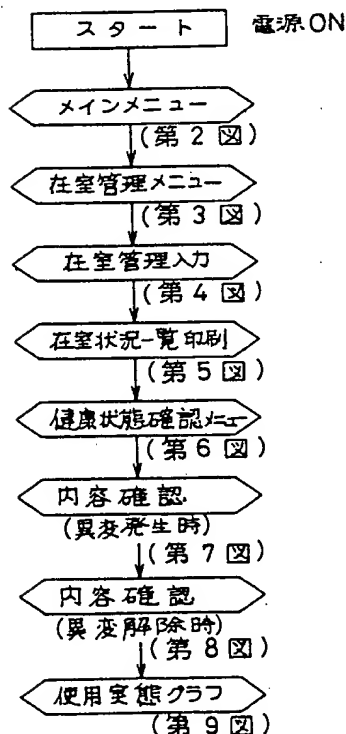 スタート 電源ON
メインメニュー
(第2図)
在室管理メニュー
(第3図)
在室管理入力
(第4図)
在室状況一覧印刷
(第5図)
健康状態確認メニュー
(第6図)
内容確認
(異変発生時)
(第7図)
内容確認
(異変解除時)
(第8図)
使用実態グラフ
(第9図)